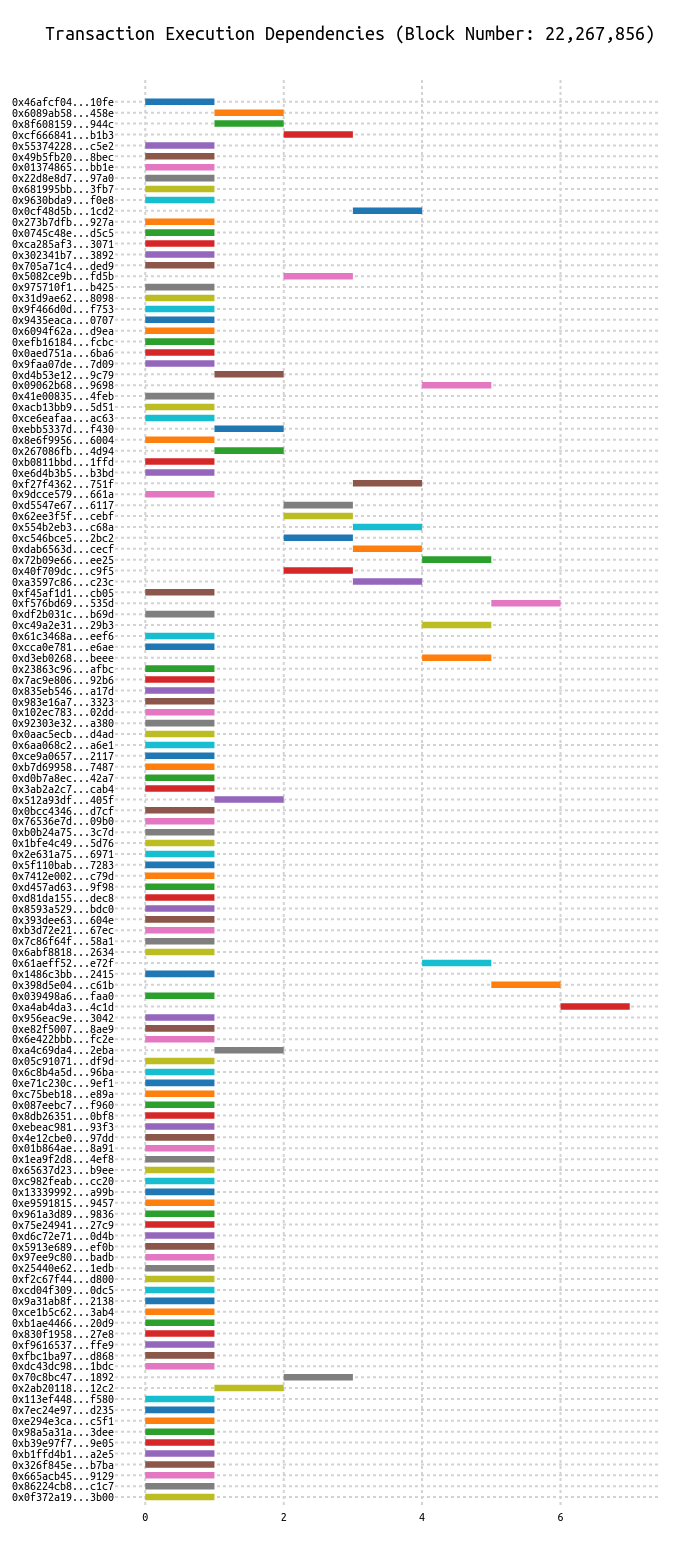 Transaction Execution Dependencies (Block Number: 22,267,856)
0x46afcf04...10fe
0x6089ab58...458e
0x8f608159...944c
0xcf666841...b1b3
0x55374228...c5e2
0x49b5fb20...8bec
0x01374865...bb1e
0x22d8e8d7...97a0
0x681995bb...3fb7
0x9630bda9...f0e8
0x0cf48d5b...1cd2
0x273b7dfb...927a
0x0745c48e...d5c5
0xca285af3...3071
0x302341b7...3892
0x705a71c4...ded9
0x5082ce9b...fd5b
0x975710f1...b425
0x31d9ae62...8098
0x9f466d0d...f753
0x9435eaca...0707
0x6094f62a...d9ea
0xefb16184...fcbc
0x0aed751a...6ba6
0x9faa07de...7d09
0xd4b53e12...9c79
0x09062b68...9698
0x41e00835...4feb
0xacb13bb9...5d51
0xce6eafaa...ac63
0xebb5337d...f430
0x8e6f9956...6004
0x267086fb...4d94
0xb0811bbd...1ffd
0xe6d4b3b5...b3bd
0xf27f4362...751f
0x9dcce579...661a
0xd5547e67...6117
0x62ee3f5f...cebf
0x554b2eb3...c68a
0xc546bce5...2bc2
0xdab6563d...cecf
0x72b09e66...ee25
0x40f709dc...c9f5
0xa3597c86...c23c
0xf45af1d1...cb05
0xf576bd69...535d
0xdf2b031c...b69d
0xc49a2e31...29b3
0x61c3468a...eef6
0xcca0e781...e6ae
0xd3eb0268...beee
0x23863c96...afbc
0x7ac9e806...92b6
0x835eb546...a17d
0x983e16a7...3323
0x102ec783...02dd
0x92303e32...a380
0x0aac5ecb...d4ad
0x6aa068c2...a6e1
0xce9a0657...2117
0xb7d69958...7487
0xd0b7a8ec...42a7
0x3ab2a2c7...cab4
0x512a93df...405f
0x0bcc4346...d7cf
0x76536e7d...09b0
0xb0b24a75...3c7d
0x1bfe4c49...5d76
0x2e631a75...6971
0x5f110bab...7283
0x7412e002...c79d
0xd457ad63...9f98
0xd81da155...dec8
0x8593a529...bdc0
0x393dee63...604e
0xb3d72e21...67ec
0x7c86f64f...58a1
0x6abf8818...2634
0x61aeff52...e72f
0x1486c3bb...2415
0x398d5e04...c61b
0x039498a6...faa0
0xa4ab4da3...4c1d
0x956eac9e...3042
0xe82f5007...8ae9
0x6e422bbb...fc2e
0xa4c69da4...2eba
0x05c91071...df9d
0x6c8b4a5d...96ba
0xe71c230c...9ef1
0xc75beb18...e89a
0x087eebc7...f960
0x8db26351...0bf8
0xebeac981...93f3
0x4e12cbe0...97dd
0x01b864ae...8a91
0x1ea9f2d8...4ef8
0x65637d23...b9ee
0xc982feab...cc20
0x13339992...a99b
0xe9591815...9457
0x961a3d89...9836
0x75e24941...27c9
0xd6c72e71...0d4b
0x5913e689...ef0b
0x97ee9c80...badb
0x25440e62...1edb
0xf2c67f44...d800
0xcd04f309...0dc5
0x9a31ab8f...2138
0xce1b5c62...3ab4
0xb1ae4466...20d9
0x830f1958...27e8
0xf9616537...ffe9
0xfbc1ba97...d868
0xdc43dc98...1bdc
0x70c8bc47...1892
0x2ab20118...12c2
0x113ef448...f580
0x7ec24e97...d235
0xe294e3ca...c5f1
0x98a5a31a...3dee
0xb39e97f7...9e05
0xb1ffd4b1...a2e5
0x326f845e...b7ba
0x665acb45...9129
0x86224cb8...c1c7
0x0f372a19...3b00
0 2 4 6